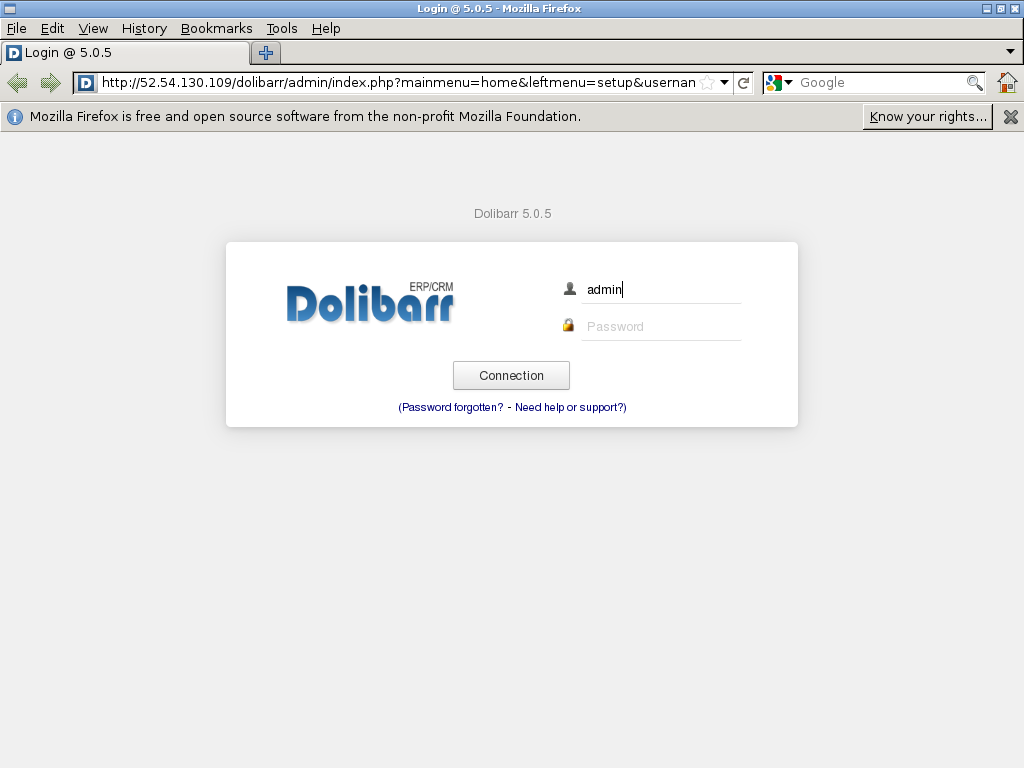 Login @ 5.0.5 - Mozilla Firefox
File Edit View History Bookmarks Tools Help
Login @ 5.0.5
http://52.54.130.109/dolibarr/admin/index.php?mainmenu=home&leftmenu=setup&usernan Google
Mozilla Firefox is free and open source software from the non-profit Mozilla Foundation. Know your rights...
Dolibarr 5.0.5
ERP/CRM
Dolibarr
admin
Password
Connection
(Password forgotten? - Need help or support?)